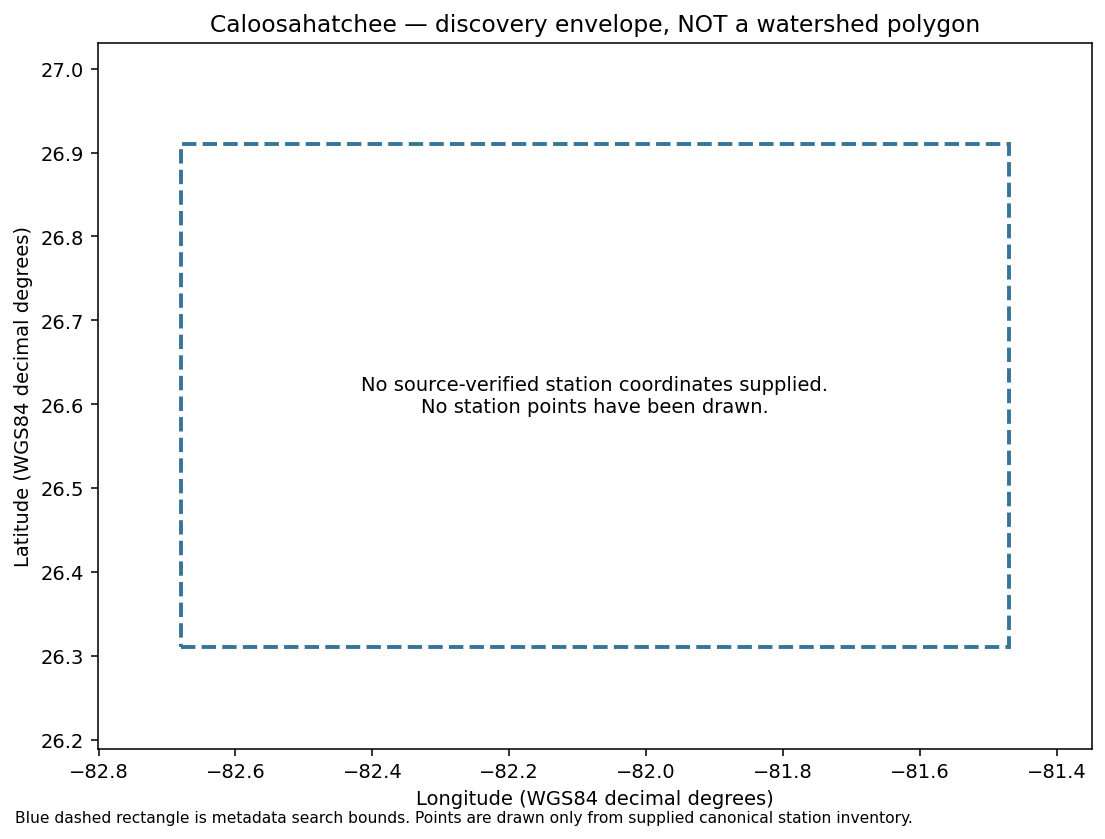 Caloosahatchee — discovery envelope, NOT a watershed polygon
27.0
26.9
26.8
26.7
26.6
26.5
26.4
26.3
26.2
Latitude (WGS84 decimal degrees)
No source-verified station coordinates supplied.
No station points have been drawn.
−82.8
−82.6
−82.4
−82.2
−82.0
−81.8
−81.6
−81.4
Longitude (WGS84 decimal degrees)
Blue dashed rectangle is metadata search bounds. Points are drawn only from supplied canonical station inventory.